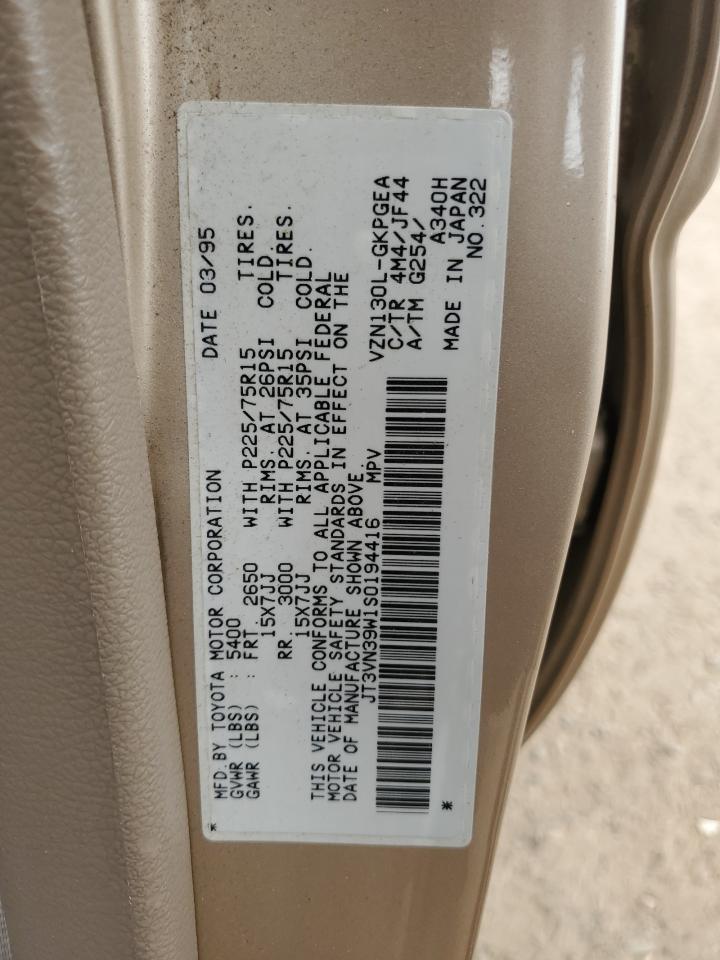 MFD. BY TOYOTA MOTOR CORPORATION DATE 03/95
GVWR (LBS) : 5400
GAWR (LBS) : FRT. 2650 WITH P225/75R15 TIRES.
15X7JJ RIMS. AT 26PSI COLD.
RR. 3000 WITH P225/75R15 TIRES.
15X7JJ RIMS. AT 35PSI COLD.
THIS VEHICLE CONFORMS TO ALL APPLICABLE FEDERAL
MOTOR VEHICLE SAFETY STANDARDS IN EFFECT ON THE
DATE OF MANUFACTURE SHOWN ABOVE.
JT3VN39W1S0194416 MPV
VZN130L-GKPGEA
C/TR 4M4/JF44
A/TM G254/ A340H
MADE IN JAPAN
NO.322
* *